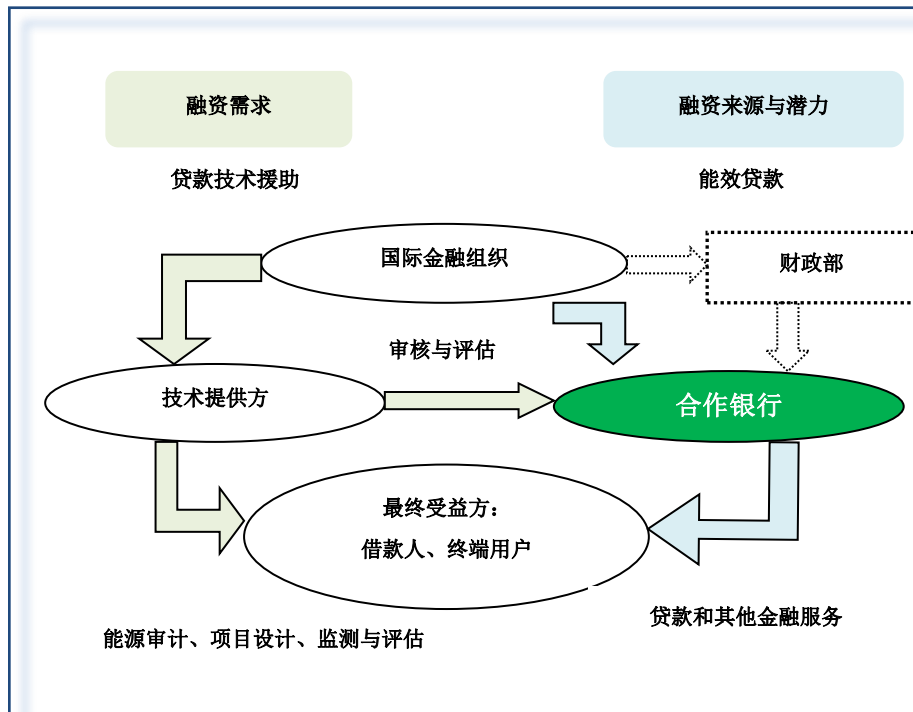 融资需求
融资来源与潜力
贷款技术援助
能效贷款
国际金融组织
财政部
审核与评估
技术提供方
合作银行
最终受益方：
借款人、终端用户
贷款和其他金融服务
能源审计、项目设计、监测与评估